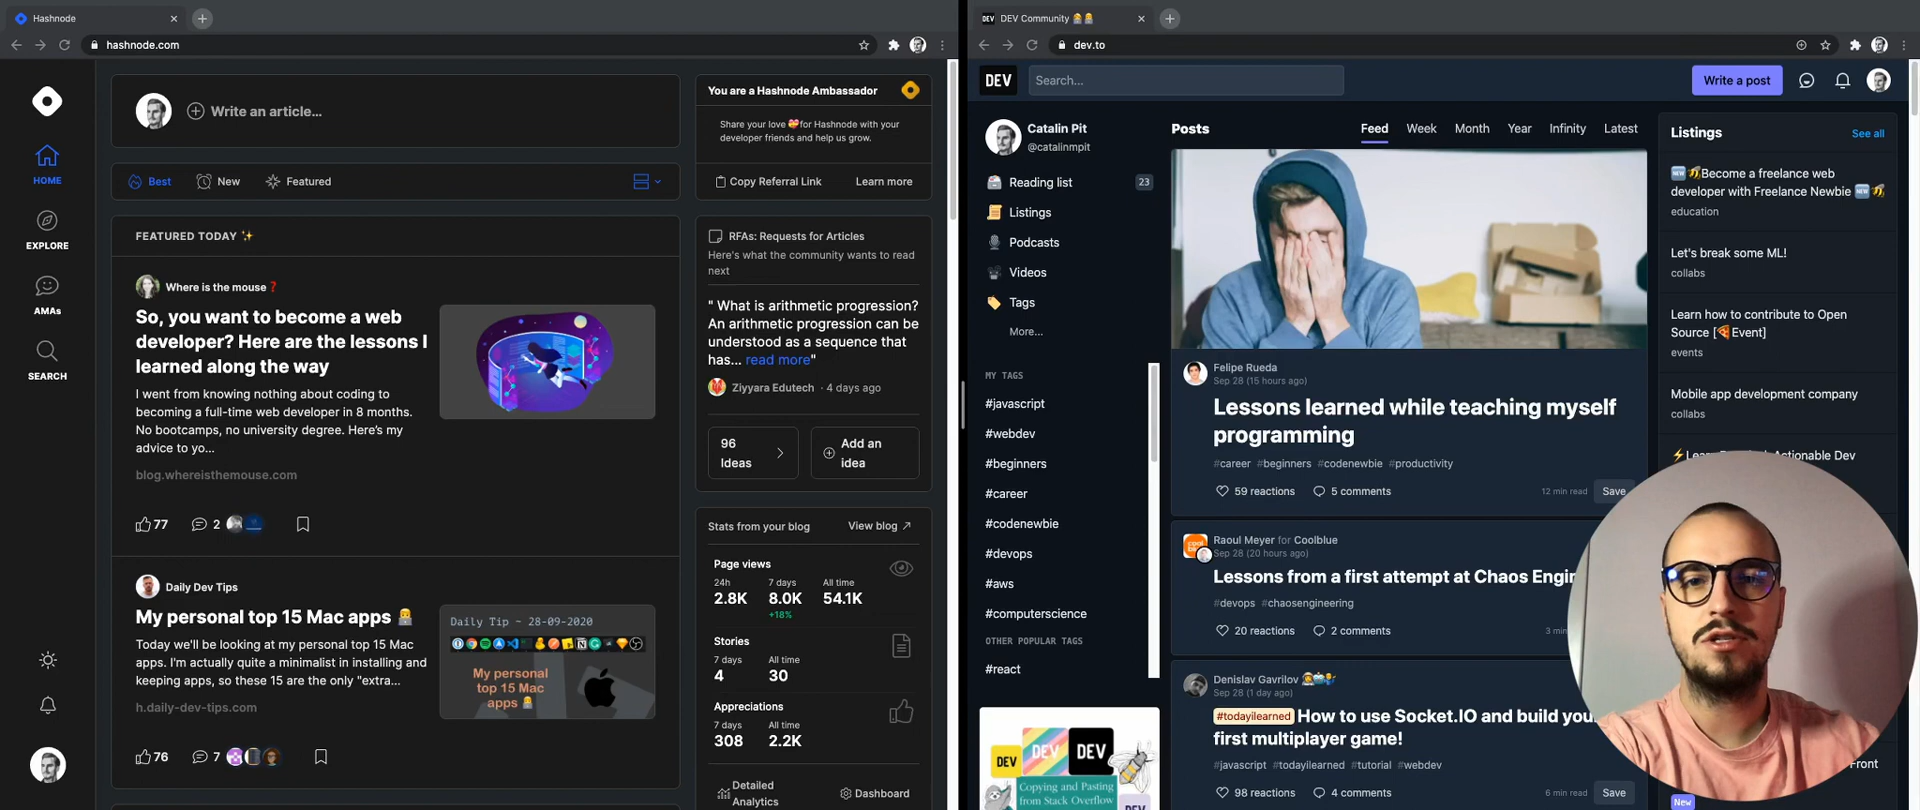 Hashnode
hashnode.com
Write an article...
Best
New
Featured
HOME
EXPLORE
AMAs
SEARCH
FEATURED TODAY ✨
Where is the mouse❓
So, you want to become a web
developer? Here are the lessons I
learned along the way
I went from knowing nothing about coding to
becoming a full-time web developer in 8 months.
No bootcamps, no university degree. Here's my
advice to yo...
blog.whereisthemouse.com
77
2
Daily Dev Tips
My personal top 15 Mac apps 👨‍💻
Today we'll be looking at my personal top 15 Mac
apps. I'm actually quite a minimalist in installing and
keeping apps, so these 15 are the only "extra...
h.daily-dev-tips.com
Daily Tip - 28-09-2020
My personal
top 15 Mac
apps 👨‍💻
76
7
You are a Hashnode Ambassador
Share your love 💝for Hashnode with your
developer friends and help us grow.
Copy Referral Link
Learn more
RFAs: Requests for Articles
Here's what the community wants to read
next
" What is arithmetic progression?
An arithmetic progression can be
understood as a sequence that
has... read more"
Ziyyara Edutech · 4 days ago
96
Ideas
Add an
idea
Stats from your blog
View blog ↗
Page views
24h
7 days
All time
2.8K
8.0K
54.1K
+18%
Stories
7 days
All time
4
30
Appreciations
7 days
All time
308
2.2K
Detailed
Analytics
Dashboard
DEV
DEV Community 👩‍💻👨‍💻
dev.to
DEV
Search...
Write a post
Catalin Pit
@catalinmpit
Reading list
23
Listings
Podcasts
Videos
Tags
More...
MY TAGS
#javascript
#webdev
#beginners
#career
#codenewbie
#devops
#aws
#computerscience
OTHER POPULAR TAGS
#react
DEV
DEV
DEV
Copying and Pasting
from Stack Overflow
DEV
Posts
Feed
Week
Month
Year
Infinity
Latest
Felipe Rueda
Sep 28 (15 hours ago)
Lessons learned while teaching myself
programming
#career #beginners #codenewbie #productivity
59 reactions
5 comments
12 min read
Save
Raoul Meyer for Coolblue
Sep 28 (20 hours ago)
Lessons from a first attempt at Chaos Engin
#devops #chaosengineering
20 reactions
2 comments
3 min
Denislav Gavrilov
Sep 28 (1 day ago)
#todayilearned How to use Socket.IO and build you
first multiplayer game!
#javascript #todayilearned #tutorial #webdev
98 reactions
4 comments
6 min read
Save
Listings
See all
Become a freelance web
developer with Freelance Newbie
education
Let's break some ML!
collabs
Learn how to contribute to Open
Source [🍕Event]
events
Mobile app development company
collabs
Actionable Dev
Front
New